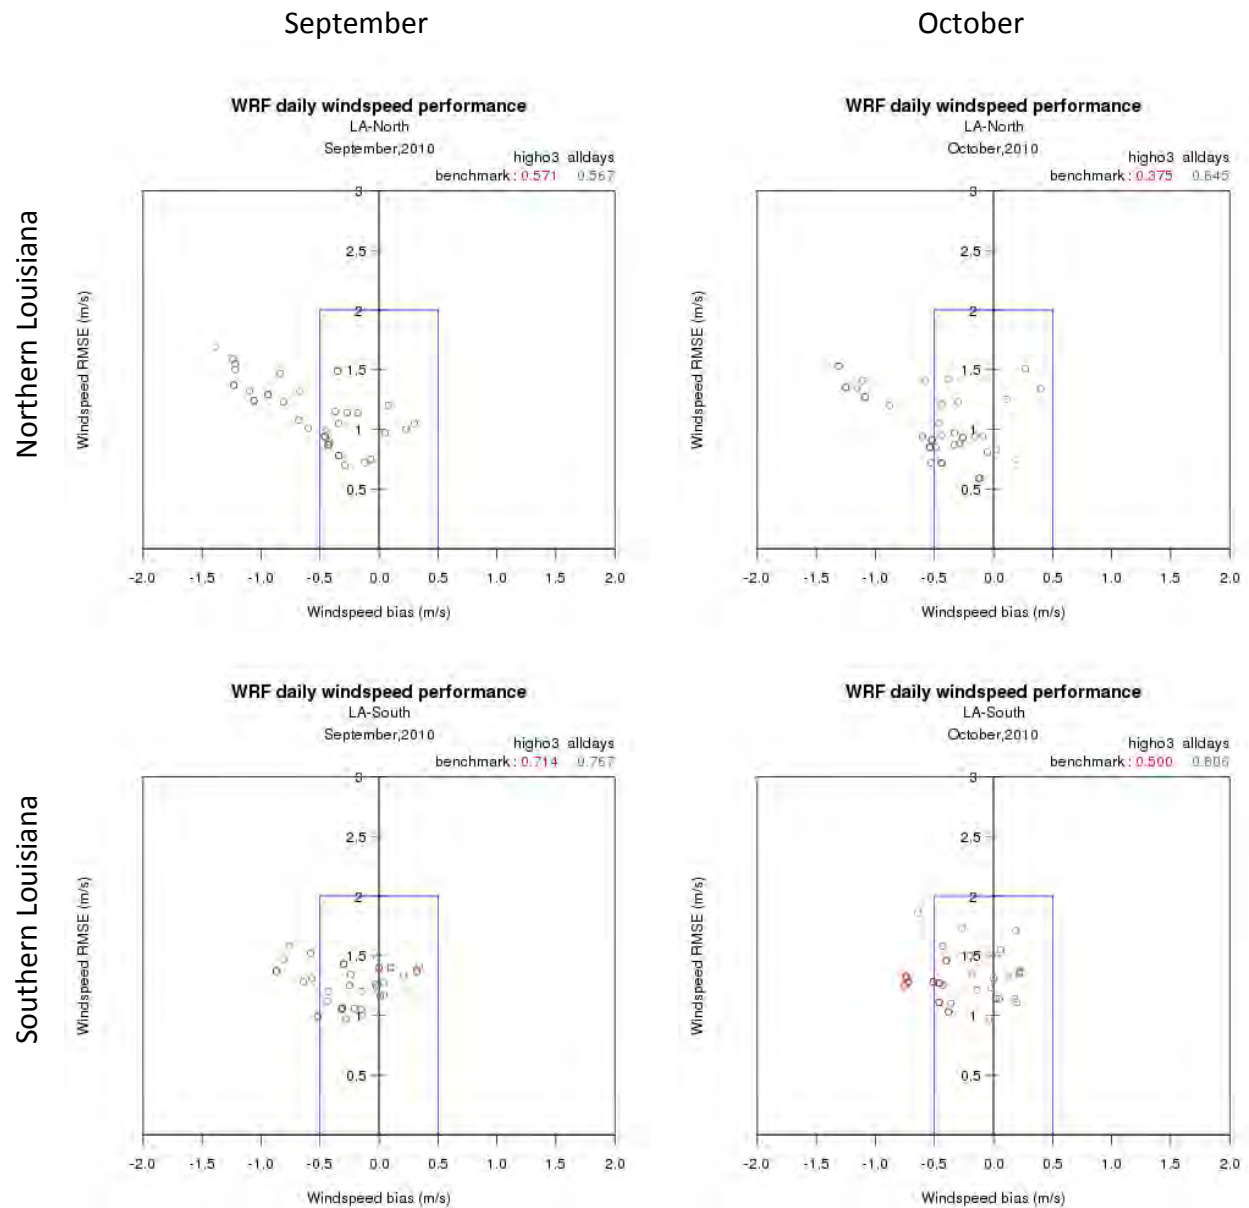 September
October
Northern Louisiana
WRF daily windspeed performance
LA-North
September,2010
higho3 alldays
benchmark : 0.571 0.567
3
2.5
2
1.5
1
0.5
Windspeed RMSE (m/s)
-2.0 -1.5 -1.0 -0.5 0.0 0.5 1.0 1.5 2.0
Windspeed bias (m/s)
WRF daily windspeed performance
LA-North
October,2010
higho3 alldays
benchmark : 0.375 0.645
3
2.5
2
1.5
1
0.5
Windspeed RMSE (m/s)
-2.0 -1.5 -1.0 -0.5 0.0 0.5 1.0 1.5 2.0
Windspeed bias (m/s)
Southern Louisiana
WRF daily windspeed performance
LA-South
September,2010
higho3 alldays
benchmark : 0.714 0.767
3
2.5
2
1.5
1
0.5
Windspeed RMSE (m/s)
-2.0 -1.5 -1.0 -0.5 0.0 0.5 1.0 1.5 2.0
Windspeed bias (m/s)
WRF daily windspeed performance
LA-South
October,2010
higho3 alldays
benchmark : 0.500 0.806
3
2.5
2
1.5
1
0.5
Windspeed RMSE (m/s)
-2.0 -1.5 -1.0 -0.5 0.0 0.5 1.0 1.5 2.0
Windspeed bias (m/s)